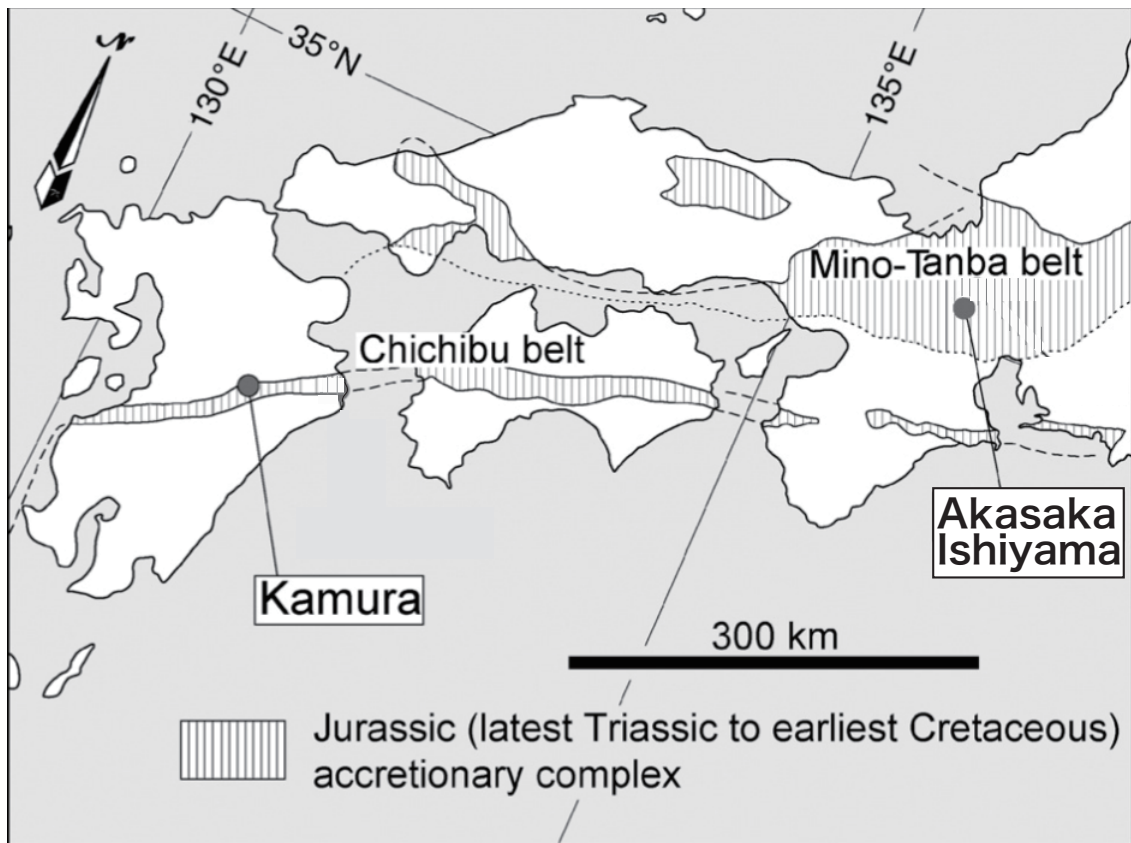 N
130°E
35°N
135°E
Mino-Tanba belt
Chichibu belt
Kamura
Akasaka
Ishiyama
300 km
Jurassic (latest Triassic to earliest Cretaceous)
accretionary complex